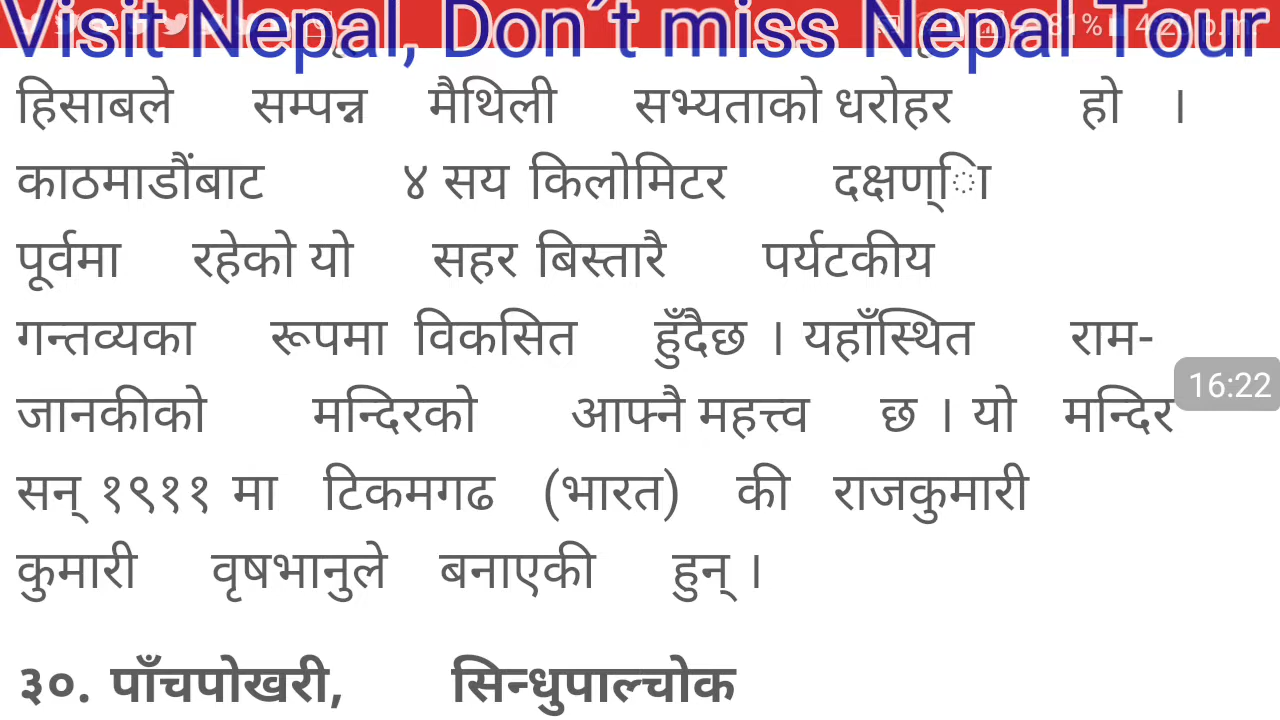 Visit Nepal, Don´t miss Nepal Tour
हिसाबले सम्पन्न मैथिली सभ्यताको धरोहर हो ।
काठमाडौंबाट ४ सय किलोमिटर दक्षण्िा
पूर्वमा रहेको यो सहर बिस्तारै पर्यटकीय
गन्तव्यका रूपमा विकसित हुँदैछ । यहाँस्थित राम-
जानकीको मन्दिरको आफ्नै महत्त्व छ । यो मन्दिर
16:22
सन् १९११ मा टिकमगढ (भारत) की राजकुमारी
कुमारी वृषभानुले बनाएकी हुन् ।
३०. पाँचपोखरी, सिन्धुपाल्चोक